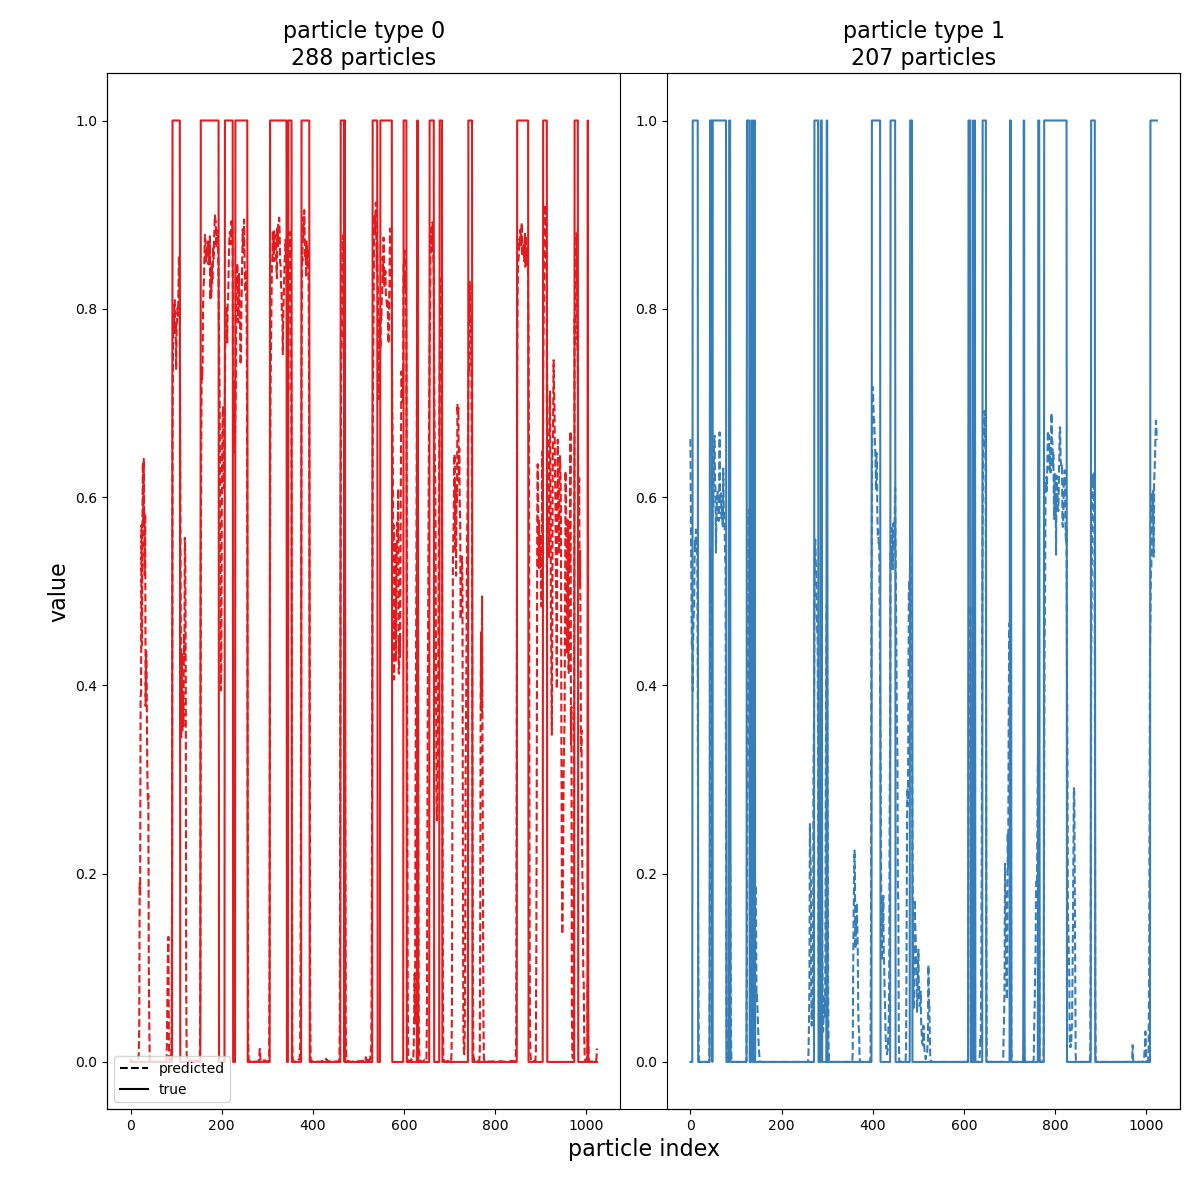 particle type 0
288 particles
particle type 1
207 particles
1.0
0.8
0.6
0.4
0.2
0.0
value
predicted
true
0 200 400 600 800 1000
1.0
0.8
0.6
0.4
0.2
0.0
0 200 400 600 800 1000
particle index